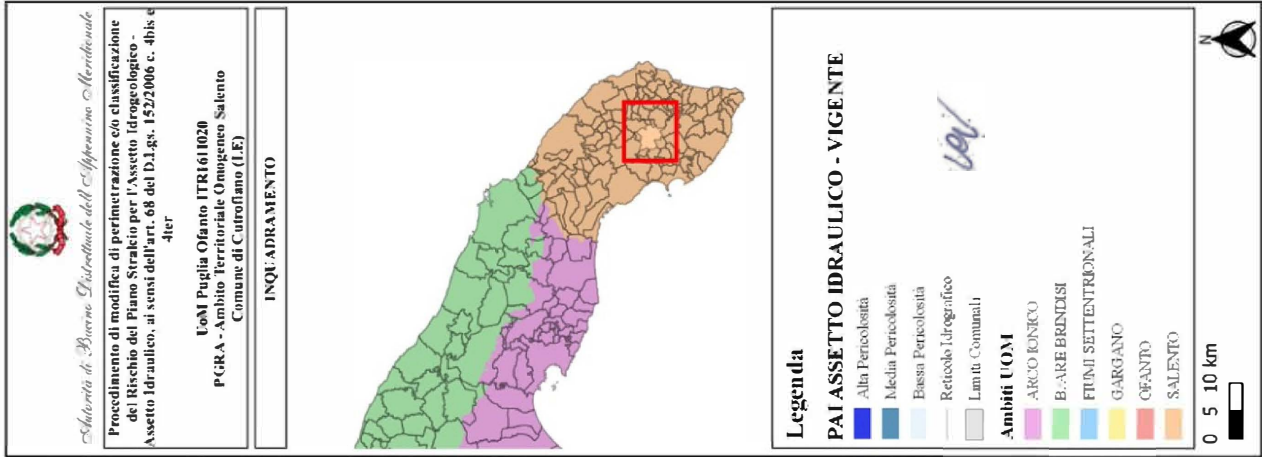 Autorità di Bacino Distrettuale dell'Appennino Meridionale
Procedimento di modifica di perimetrazione e/o classificazione
del Rischio del Piano Stralcio per l'Assetto Idrogeologico -
Assetto Idraulico, ai sensi dell'art. 68 del D.Lgs. 152/2006 c. 4bis e
4ter
UoM Puglia Ofanto ITR161I020
PGRA - Ambito Territoriale Omogeneo Salento
Comune di Cutrofiano (LE)
INQUADRAMENTO
Legenda
PAI ASSETTO IDRAULICO - VIGENTE
Alta Pericolosità
Media Pericolosità
Bassa Pericolosità
Reticolo Idrografico
Limiti Comunali
Ambiti UOM
ARCO IONICO
BARI E BRINDISI
FIUMI SETTENTRIONALI
GARGANO
OFANTO
SALENTO
0 5 10 km
N